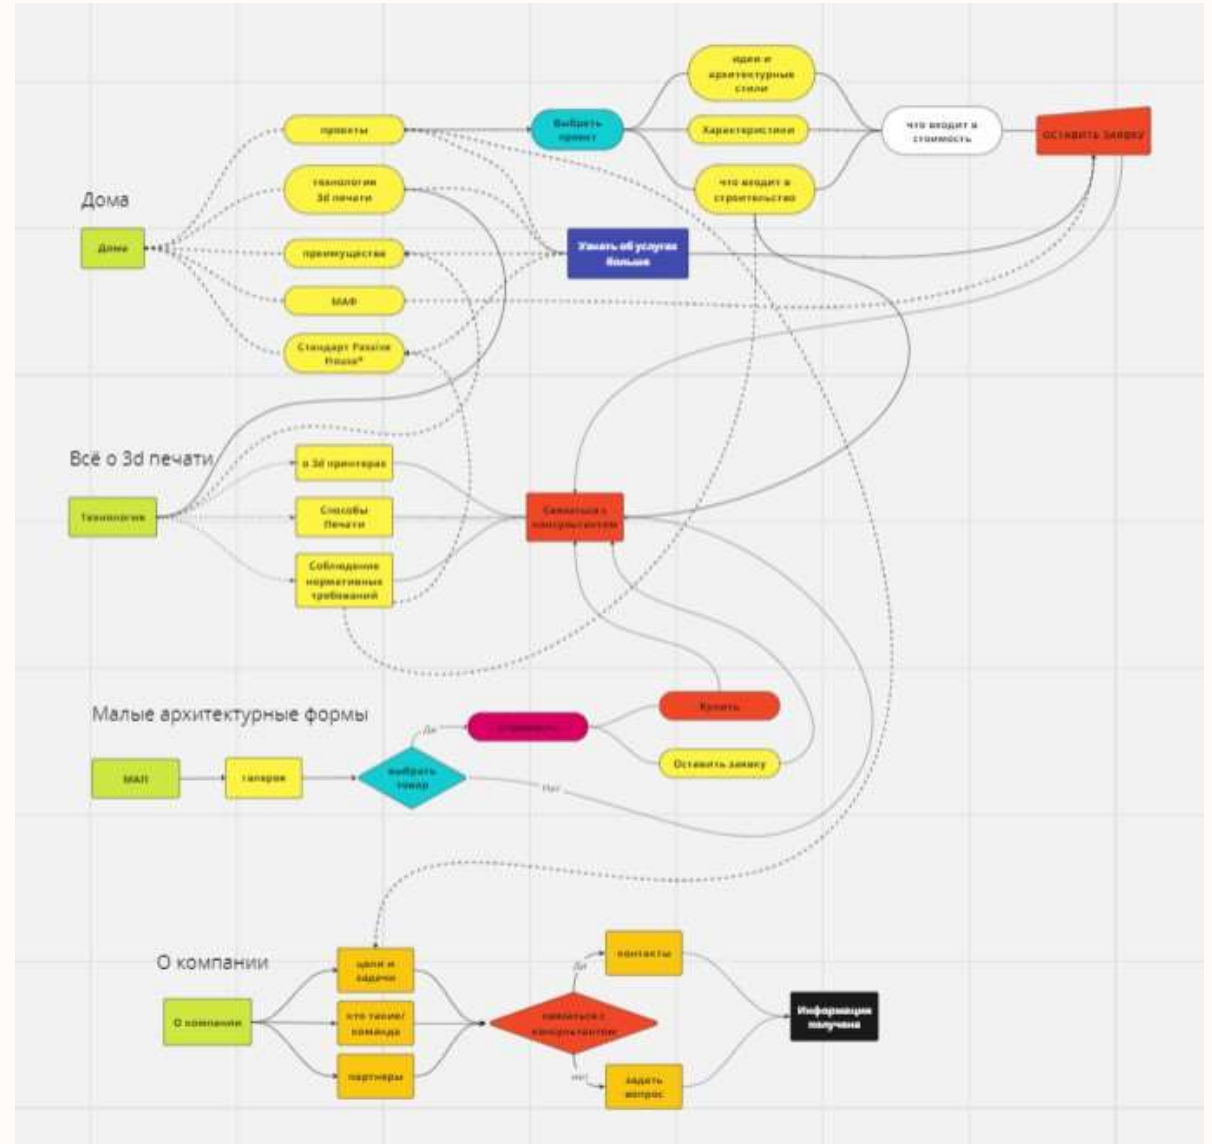 Дома
Дома
проекты
технология
3d печати
преимущества
МАФ
Стандарт Passive
House®
Выбрать
проект
идеи и
архитектурные
стили
Характеристики
что входит в
строительство
что входит в
стоимость
ОСТАВИТЬ ЗАЯВКУ
Узнать об услугах
больше
Всё о 3d печати
Технология
о 3d принтерах
Способы
Печати
Соблюдение
нормативных
требований
Связаться с
консультантом
Малые архитектурные формы
МАП
галерея
выбрать
товар
Да
Нет
Купить
Оставить заявку
О компании
О компании
цели и
задачи
кто такие/
команда
партнеры
связаться с
консультантом
Да
нет
контакты
задать
вопрос
Информация
получена